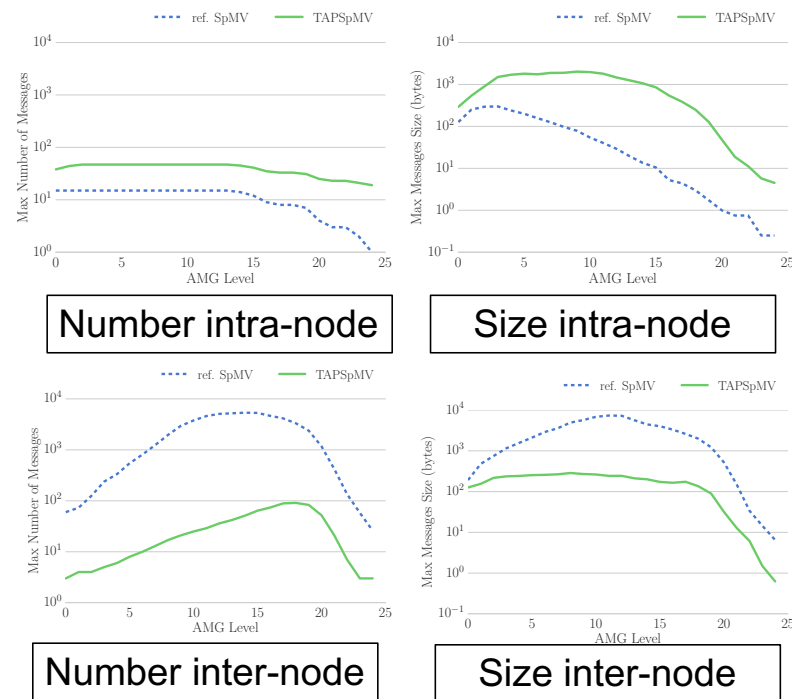 ref. SpMV TAPSpMV
Max Number of Messages
10^4
10^3
10^2
10^1
10^0
0 5 10 15 20 25
AMG Level
Number intra-node
ref. SpMV TAPSpMV
Max Messages Size (bytes)
10^4
10^3
10^2
10^1
10^0
10^−1
0 5 10 15 20 25
AMG Level
Size intra-node
ref. SpMV TAPSpMV
Max Number of Messages
10^4
10^3
10^2
10^1
10^0
0 5 10 15 20 25
AMG Level
Number inter-node
ref. SpMV TAPSpMV
Max Messages Size (bytes)
10^4
10^3
10^2
10^1
10^0
10^−1
0 5 10 15 20 25
AMG Level
Size inter-node